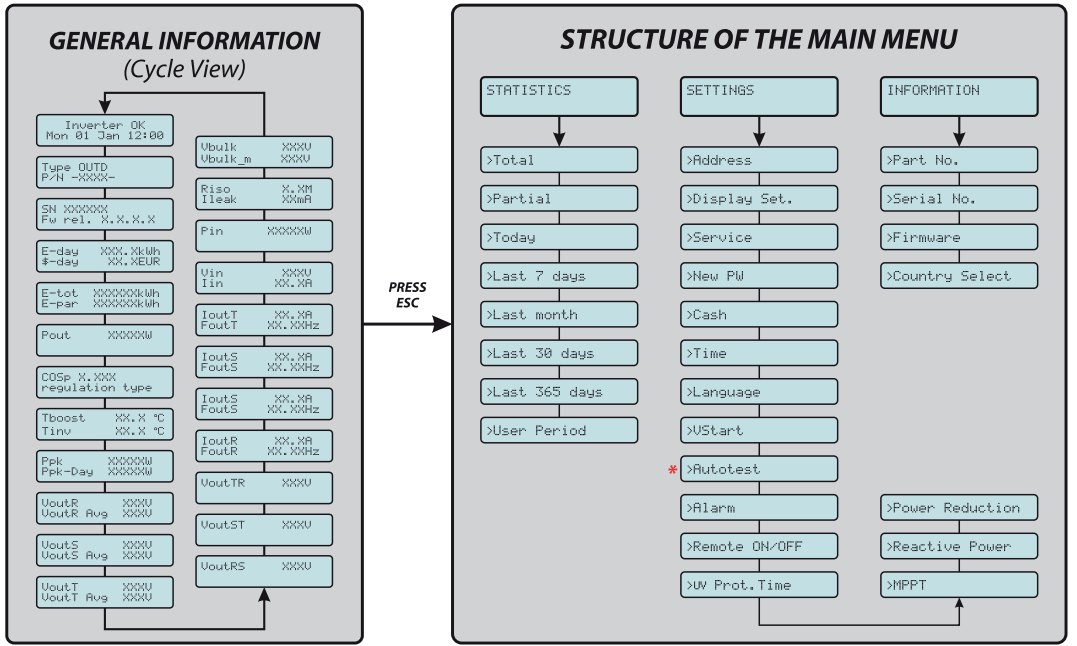 GENERAL INFORMATION
(Cycle View)
Inverter OK
Mon 01 Jan 12:00
Type OUTD
P/N -XXXX-
SN XXXXXX
Fw rel. X.X.X.X
E-day XXX.XkWh
$-day XX.XEUR
E-tot XXXXXXkWh
E-par XXXXXXkWh
Pout XXXXXW
COSp X.XXX
regulation type
Tboost XX.X °C
Tinv XX.X °C
Ppk XXXXXW
Ppk-Day XXXXXW
VoutR XXXV
VoutR Avg XXXV
VoutS XXXV
VoutS Avg XXXV
VoutT XXXV
VoutT Avg XXXV
Vbulk XXXV
Vbulk_m XXXV
Riso X.XM
Ileak XXmA
Pin XXXXXW
Vin XXXV
Iin XX.XA
IoutT XX.XA
FoutT XX.XXHz
IoutS XX.XA
FoutS XX.XXHz
IoutS XX.XA
FoutS XX.XXHz
IoutR XX.XA
FoutR XX.XXHz
VoutTR XXXV
VoutST XXXV
VoutRS XXXV
PRESS
ESC
STRUCTURE OF THE MAIN MENU
STATISTICS
>Total
>Partial
>Today
>Last 7 days
>Last month
>Last 30 days
>Last 365 days
>User Period
SETTINGS
>Address
>Display Set.
>Service
>New PW
>Cash
>Time
>Language
>VStart
* >Autotest
>Alarm
>Remote ON/OFF
>UV Prot.Time
INFORMATION
>Part No.
>Serial No.
>Firmware
>Country Select
>Power Reduction
>Reactive Power
>MPPT